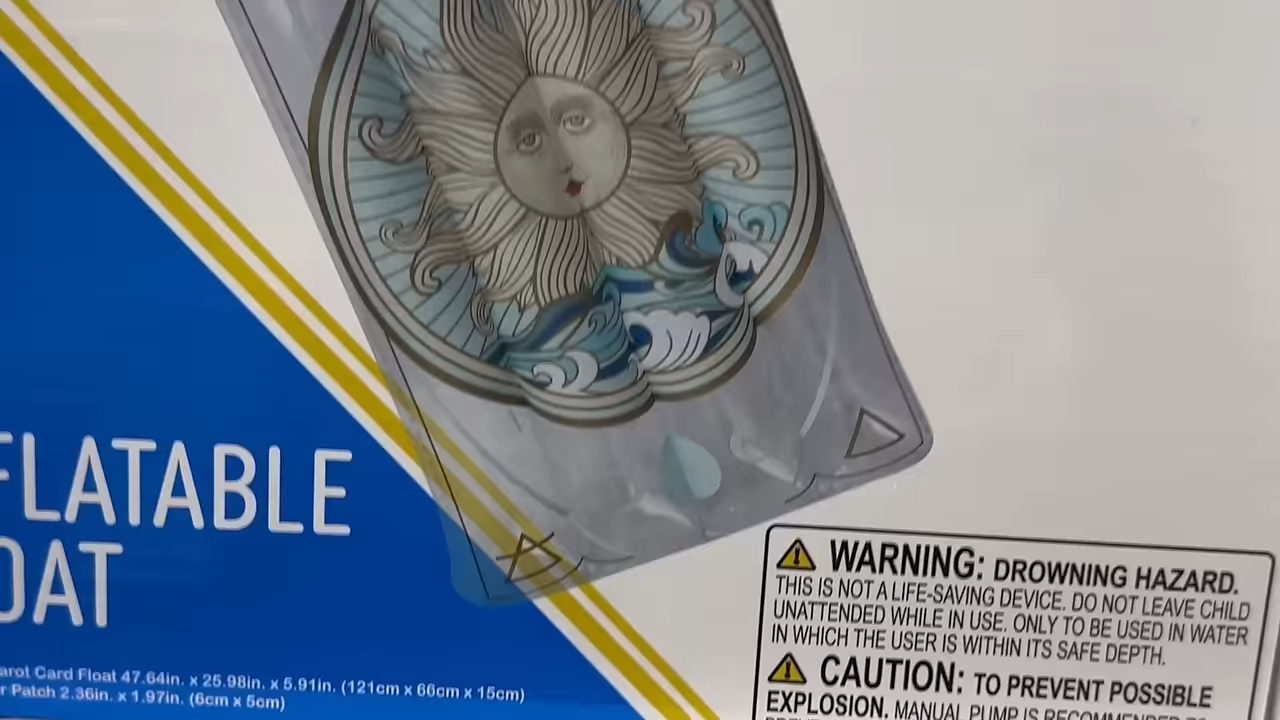 FLATABLE
OAT
arot Card Float 47.64in. x 25.98in. x 5.91in. (121cm x 66cm x 15cm)
r Patch 2.36in. x 1.97in. (6cm x 5cm)
WARNING: DROWNING HAZARD.
THIS IS NOT A LIFE-SAVING DEVICE. DO NOT LEAVE CHILD
UNATTENDED WHILE IN USE. ONLY TO BE USED IN WATER
IN WHICH THE USER IS WITHIN ITS SAFE DEPTH.
CAUTION: TO PREVENT POSSIBLE
EXPLOSION. MANUAL PUMP IS RECOMMENDED TO